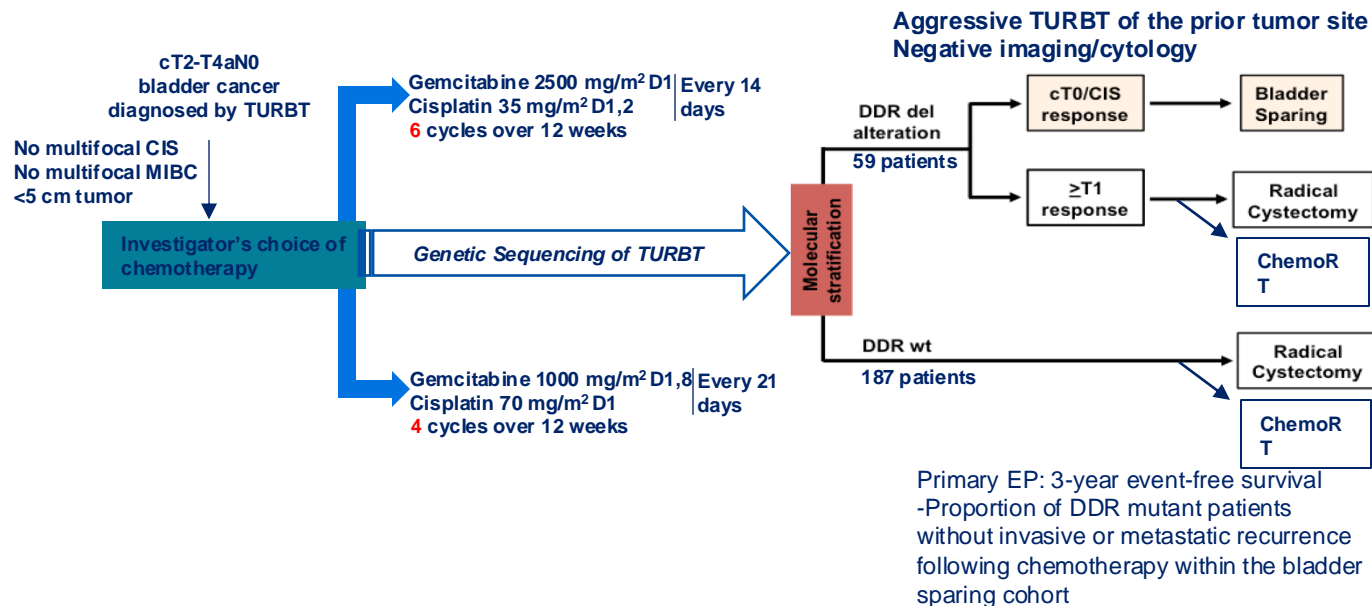 Aggressive TURBT of the prior tumor site
Negative imaging/cytology
cT2-T4aN0
bladder cancer
diagnosed by TURBT
No multifocal CIS
No multifocal MIBC
<5 cm tumor
Investigator's choice of
chemotherapy
Gemcitabine 2500 mg/m² D1
Cisplatin 35 mg/m² D1,2
6 cycles over 12 weeks
Every 14
days
Genetic Sequencing of TURBT
Gemcitabine 1000 mg/m² D1,8
Cisplatin 70 mg/m² D1
4 cycles over 12 weeks
Every 21
days
Molecular
stratification
DDR del
alteration
59 patients
cT0/CIS
response
Bladder
Sparing
≥T1
response
Radical
Cystectomy
ChemoR
T
DDR wt
187 patients
Radical
Cystectomy
ChemoR
T
Primary EP: 3-year event-free survival
-Proportion of DDR mutant patients
without invasive or metastatic recurrence
following chemotherapy within the bladder
sparing cohort